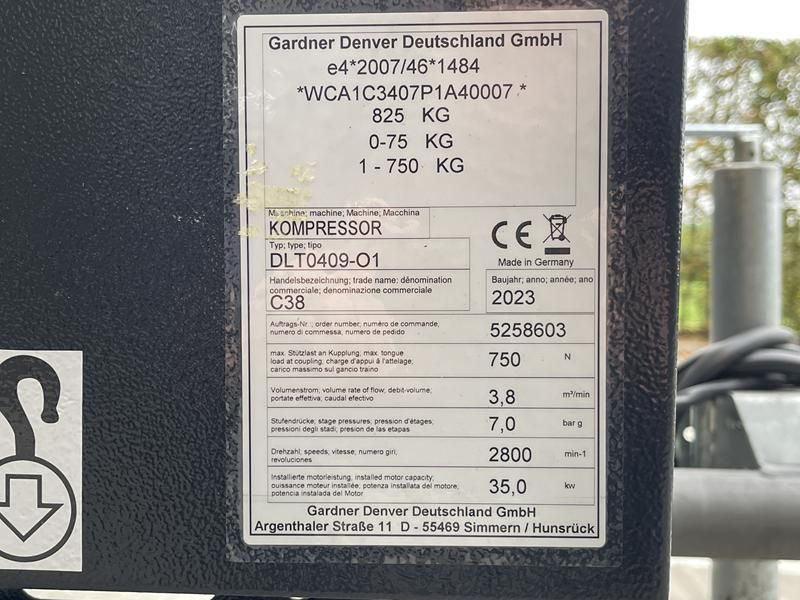 Gardner Denver Deutschland GmbH
e4*2007/46*1484
*WCA1C3407P1A40007 *
825 KG
0-75 KG
1 - 750 KG
Maschine; machine; Machine; Macchina
KOMPRESSOR
CE
Made in Germany
Typ; type; tipo
DLT0409-O1
Handelsbezeichnung; trade name: dēnomination
commerciale; denominazione commerciale
C38
Baujahr; anno; année; ano
2023
Auftrags-Nr.; order number, numéro de commande,
numero di commessa, numero de pedido
5258603
max. Stützlast an Kupplung; max. tongue
load at coupling; charge d'appui à l'attelage;
carico massimo sul gancio traino
750 N
Volumenstrom; volume rate of flow, debit-volume;
portate effettiva; caudal efectivo
3,8 m³/min
Stufendrücke; stage pressures; pression d'étages;
pressioni degli stadi; presion de las etapas
7,0 bar g
Drehzahl, speeds; vitesse, numero giri;
revoluciones
2800 min-1
Installierte motorleistung; installed motor capacity;
ouissance moteur installée; potenza installata del motore,
potencia instalada del Motor
35,0 kw
Gardner Denver Deutschland GmbH
Argenthaler Straße 11 D - 55469 Simmern / Hunsrück